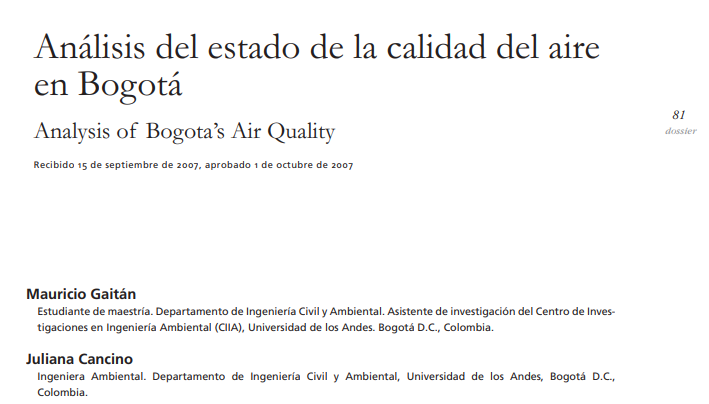 Análisis del estado de la calidad del aire
en Bogotá
Analysis of Bogota's Air Quality
81
dossier
Recibido 15 de septiembre de 2007, aprobado 1 de octubre de 2007
Mauricio Gaitán
Estudiante de maestría. Departamento de Ingeniería Civil y Ambiental. Asistente de investigación del Centro de Inves-
tigaciones en Ingeniería Ambiental (CIIA), Universidad de los Andes. Bogotá D.C., Colombia.
Juliana Cancino
Ingeniera Ambiental. Departamento de Ingeniería Civil y Ambiental, Universidad de los Andes, Bogotá D.C.,
Colombia.